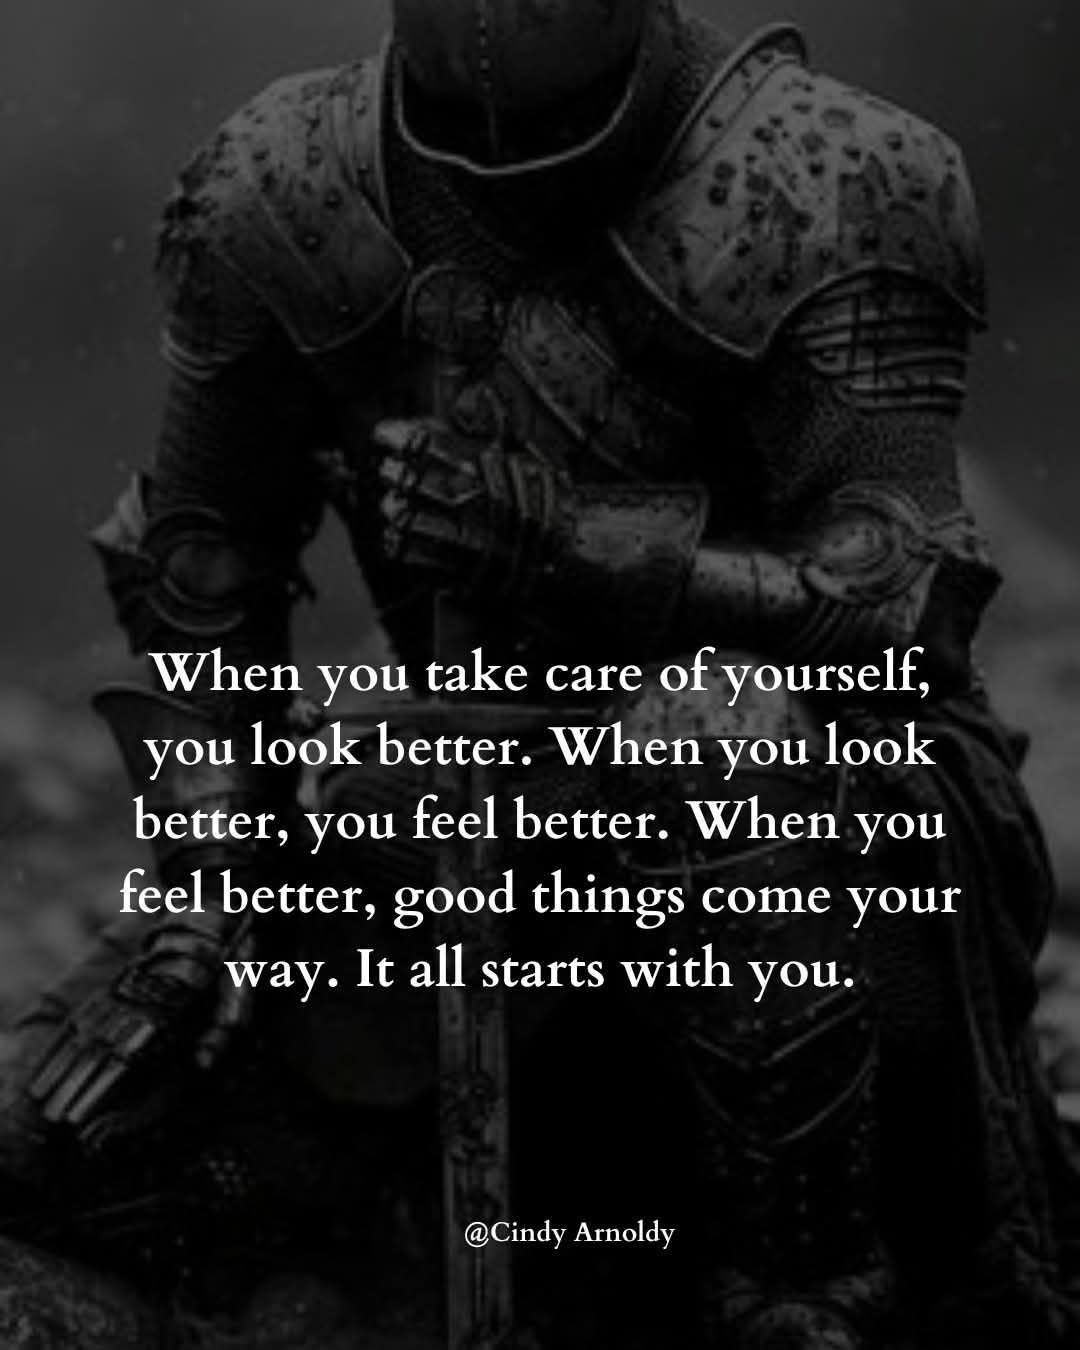 When you take care of yourself,
you look better. When you look
better, you feel better. When you
feel better, good things come your
way. It all starts with you.
@Cindy Arnoldy